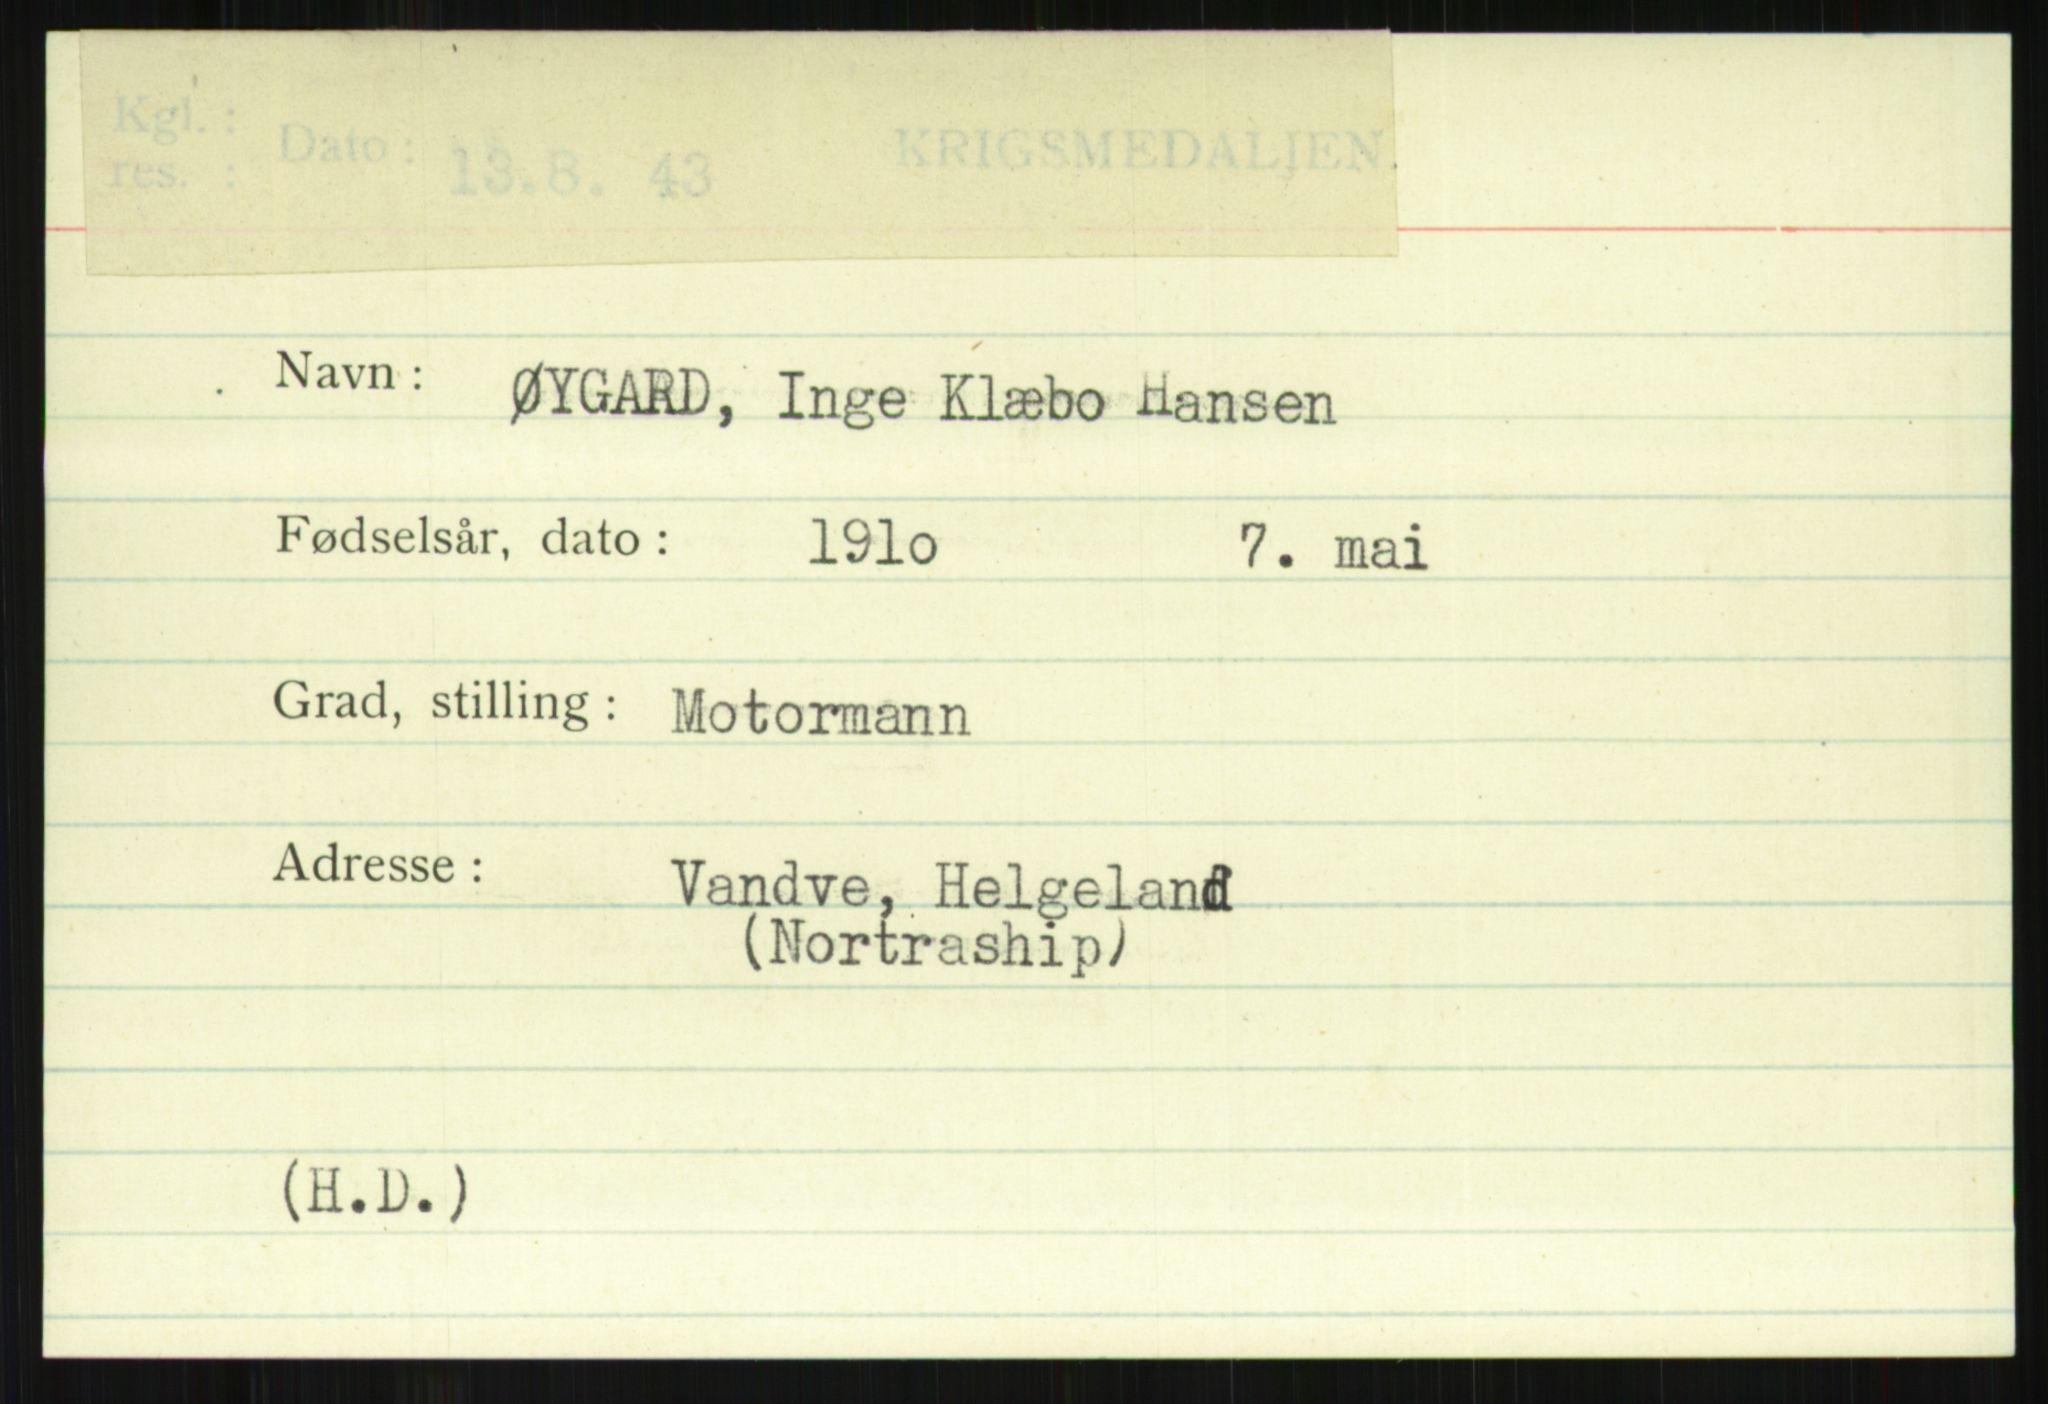 Kgl. :
res. :
Dato : 13.8. 43 KRIGSMEDALJEN.
Navn : ØYGARD, Inge Klæbo Hansen
Fødselsår, dato : 191o 7. mai
Grad, stilling : Motormann
Adresse : Vandve, Helgeland
(Nortraship)
(H.D.)